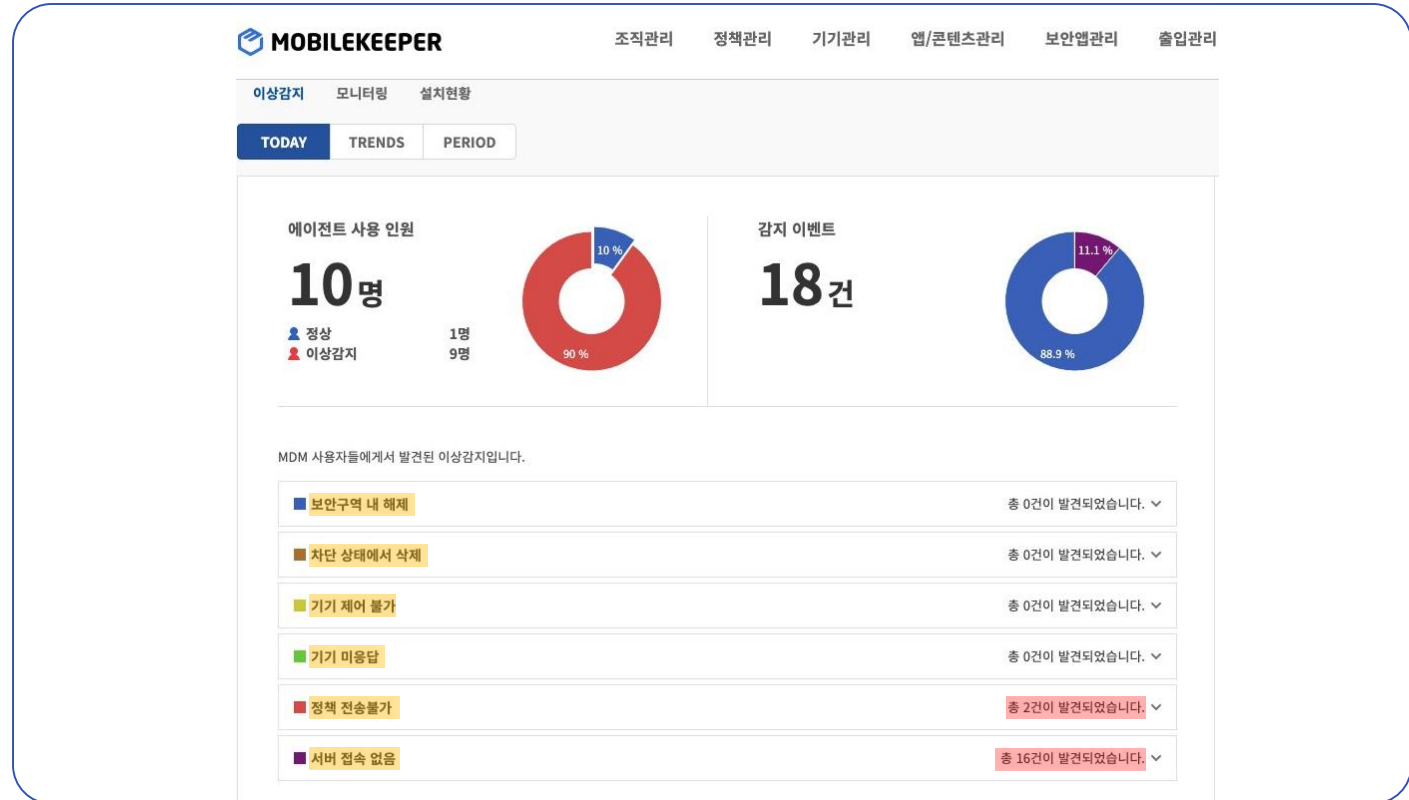 MOBILEKEEPER
조직관리 정책관리 기기관리 앱/콘텐츠관리 보안앱관리 출입관리
이상감지 모니터링 설치현황
TODAY TRENDS PERIOD
에이전트 사용 인원
10명
정상 1명
이상감지 9명
10 %
90 %
감지 이벤트
18건
11.1 %
88.9 %
MDM 사용자들에게서 발견된 이상감지입니다.
보안구역 내 해제 총 0건이 발견되었습니다.
차단 상태에서 삭제 총 0건이 발견되었습니다.
기기 제어 불가 총 0건이 발견되었습니다.
기기 미응답 총 0건이 발견되었습니다.
정책 전송불가 총 2건이 발견되었습니다.
서버 접속 없음 총 16건이 발견되었습니다.